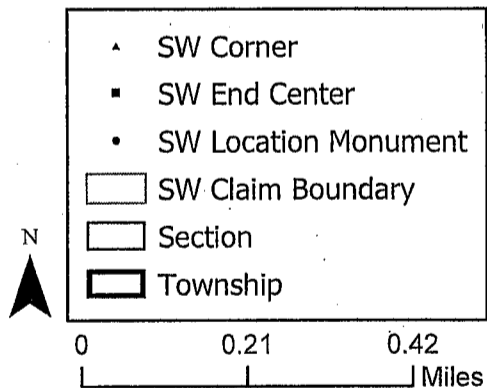 SW Corner
SW End Center
SW Location Monument
SW Claim Boundary
Section
Township
N
0 0.21 0.42
Miles